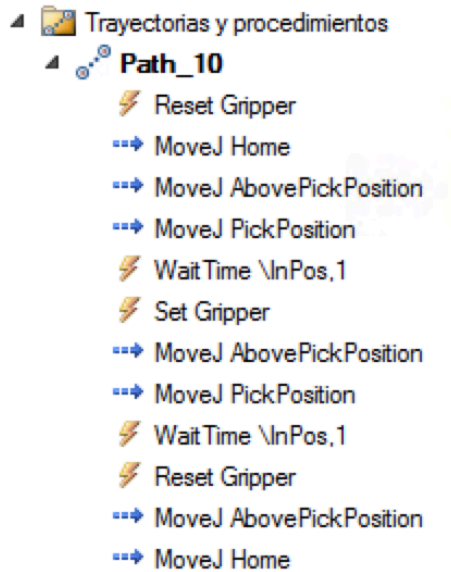 Trayectorias y procedimientos
Path_10
Reset Gripper
MoveJ Home
MoveJ AbovePickPosition
MoveJ PickPosition
WaitTime \InPos,1
Set Gripper
MoveJ AbovePickPosition
MoveJ PickPosition
WaitTime \InPos,1
Reset Gripper
MoveJ AbovePickPosition
MoveJ Home